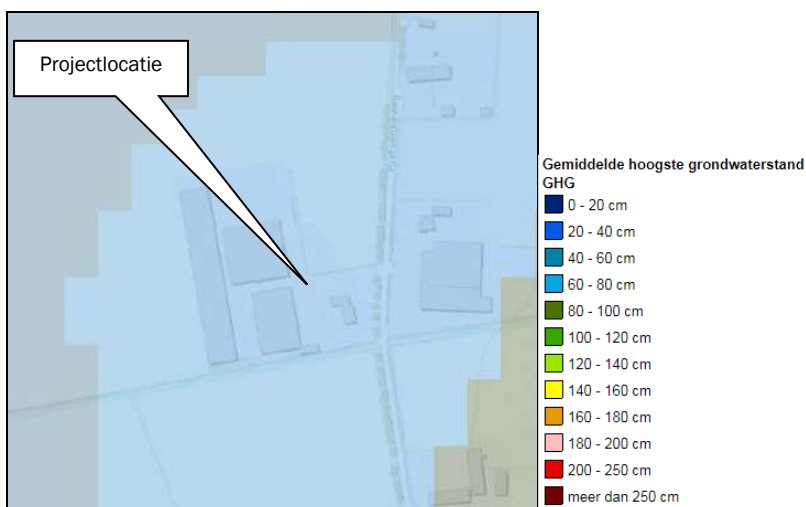 Projectlocatie
Gemiddelde hoogste grondwaterstand
GHG
0 - 20 cm
20 - 40 cm
40 - 60 cm
60 - 80 cm
80 - 100 cm
100 - 120 cm
120 - 140 cm
140 - 160 cm
160 - 180 cm
180 - 200 cm
200 - 250 cm
meer dan 250 cm